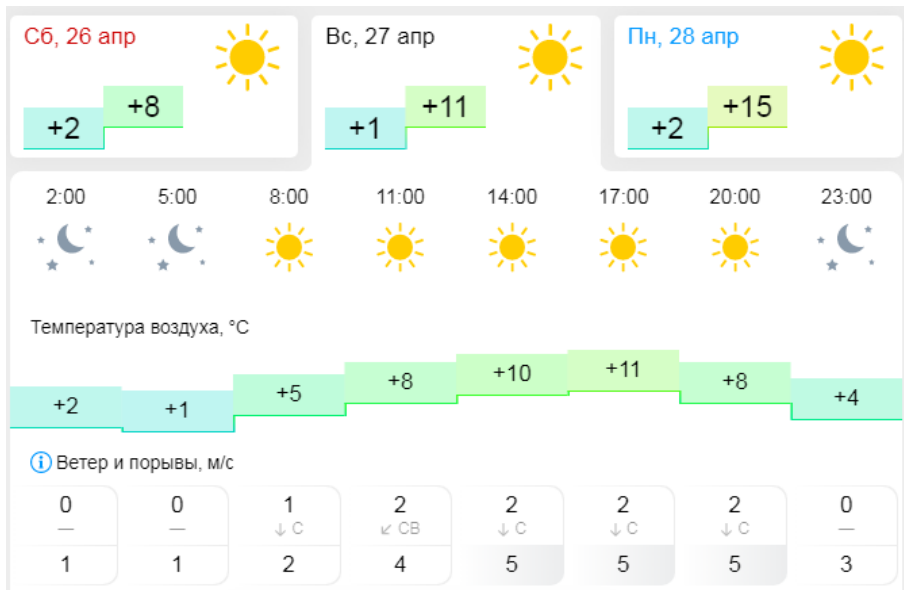 Сб, 26 апр Вс, 27 апр Пн, 28 апр
+2 +8 +1 +11 +2 +15
2:00 5:00 8:00 11:00 14:00 17:00 20:00 23:00
Температура воздуха, °C
+2 +1 +5 +8 +10 +11 +8 +4
Ветер и порывы, м/с
0 0 1 2 2 2 2 0
— — ↓ С ↙ СВ ↓ С ↓ С ↓ С —
1 1 2 4 5 5 5 3